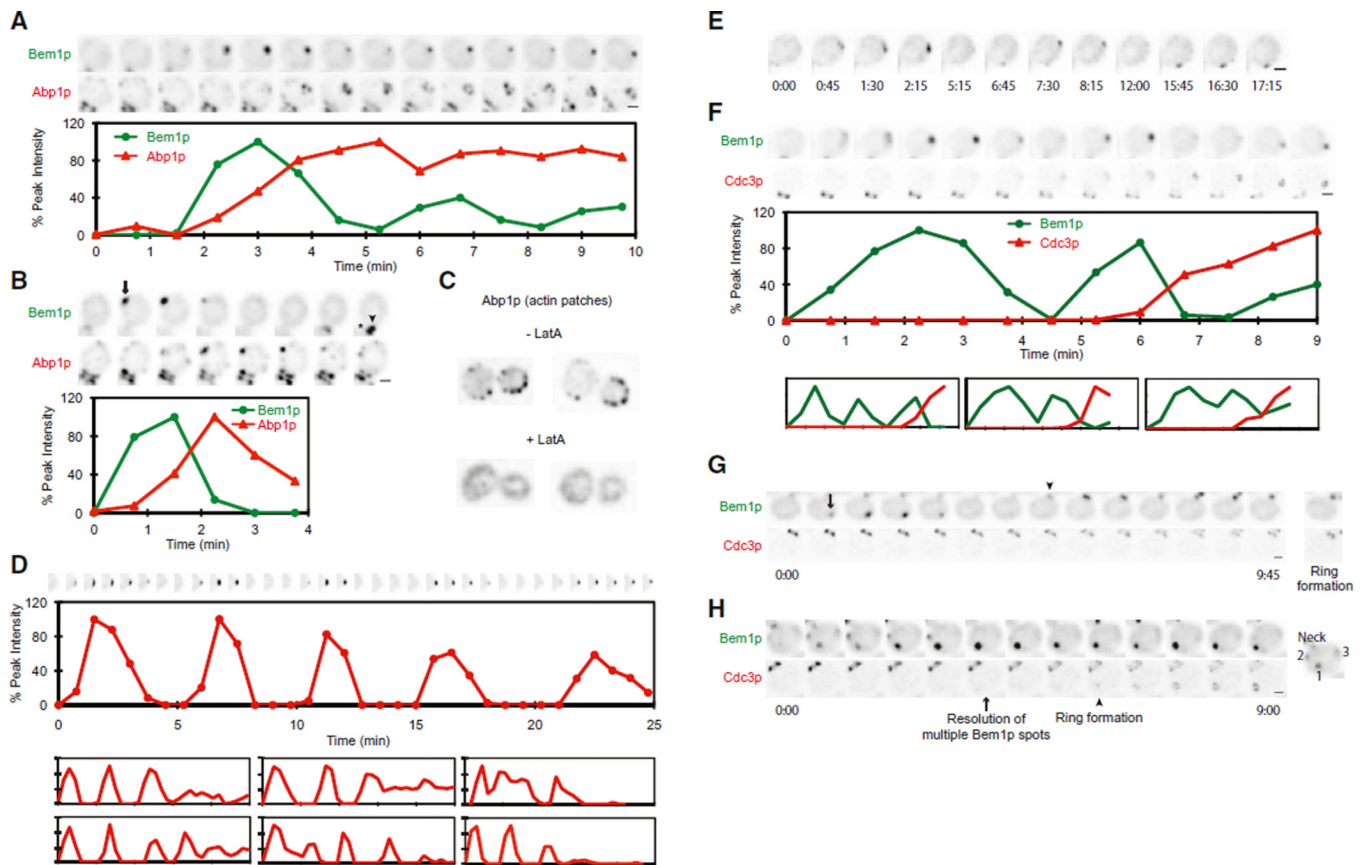 A
Bem1p
Abp1p
120
80
40
0
% Peak Intensity
Bem1p
Abp1p
0 1 2 3 4 5 6 7 8 9 10
Time (min)
B
Bem1p
*
Abp1p
100
80
60
40
20
0
% Peak Intensity
Bem1p
Abp1p
0 1 2 3 4
Time (min)
C
Abp1p (actin patches)
- LatA
+ LatA
D
120
80
40
0
% Peak Intensity
0 5 10 15 20 25
Time (min)
E
0:00 0:45 1:30 2:15 5:15 6:45 7:30 8:15 12:00 15:45 16:30 17:15
F
Bem1p
Cdc3p
120
80
40
0
% Peak Intensity
Bem1p
Cdc3p
0 1 2 3 4 5 6 7 8 9
Time (min)
G
Bem1p
Cdc3p
0:00 9:45
Ring
formation
H
Bem1p
Cdc3p
0:00 9:00
Resolution of
multiple Bem1p spots
Ring formation
Neck
2 3
1